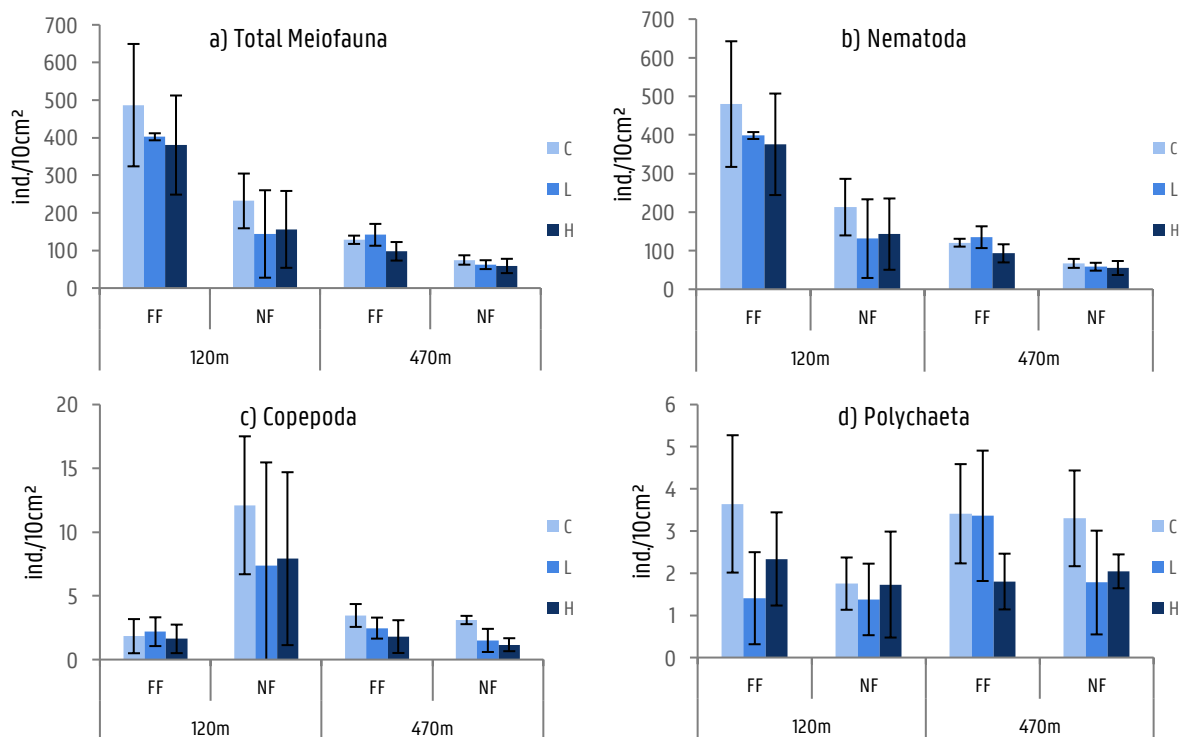 a) Total Meiofauna
ind./10cm²
700
600
500
400
300
200
100
0
FF NF FF NF
120m 470m
C
L
H
b) Nematoda
ind./10cm²
700
600
500
400
300
200
100
0
FF NF FF NF
120m 470m
C
L
H
c) Copepoda
ind./10cm²
20
15
10
5
0
FF NF FF NF
120m 470m
C
L
H
d) Polychaeta
ind./10cm²
6
5
4
3
2
1
0
FF NF FF NF
120m 470m
C
L
H